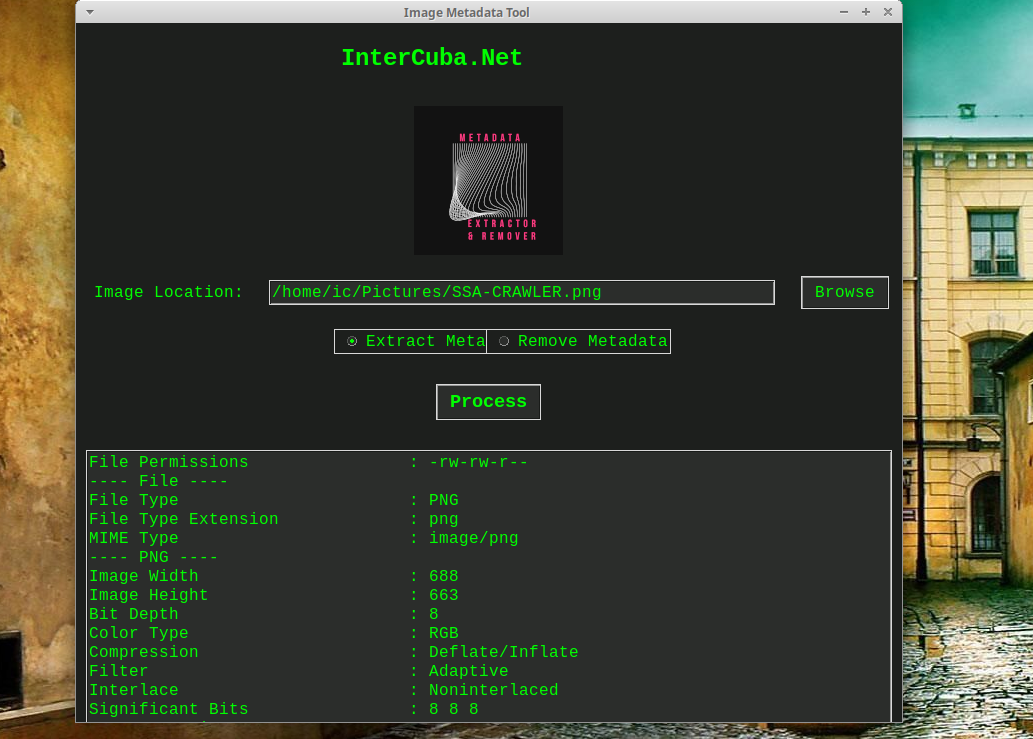 Image Metadata Tool
InterCuba.Net
METADATA
EXTRACTOR
& REMOVER
Image Location: /home/ic/Pictures/SSA-CRAWLER.png Browse
Extract Meta Remove Metadata
Process
File Permissions : -rw-rw-r--
---- File ----
File Type : PNG
File Type Extension : png
MIME Type : image/png
---- PNG ----
Image Width : 688
Image Height : 663
Bit Depth : 8
Color Type : RGB
Compression : Deflate/Inflate
Filter : Adaptive
Interlace : Noninterlaced
Significant Bits : 8 8 8